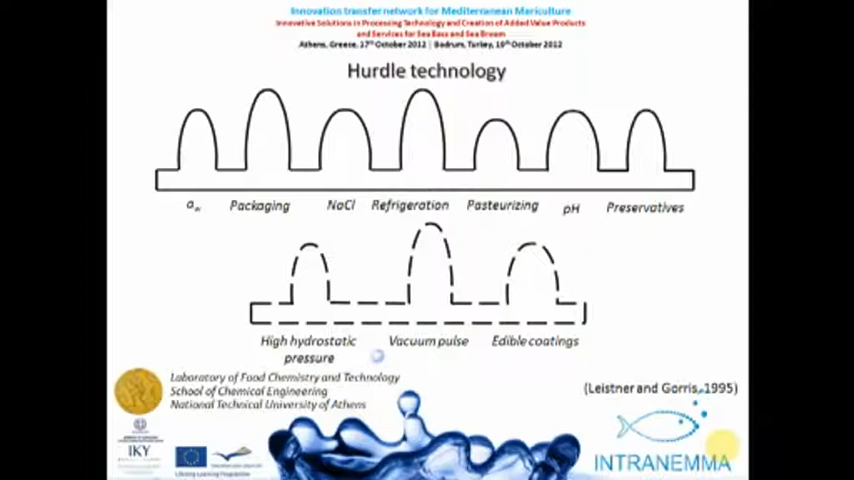 Innovation transfer network for Mediterranean Mariculture
Innovative Solutions in Processing Technology and Creation of Added Value Products
and Services for Sea Bass and Sea Bream
Athens, Greece, 17th October 2012 | Bodrum, Turkey, 19th October 2012
Hurdle technology
aw Packaging NaCl Refrigeration Pasteurizing pH Preservatives
High hydrostatic pressure Vacuum pulse Edible coatings
Laboratory of Food Chemistry and Technology
School of Chemical Engineering
National Technical University of Athens
(Leistner and Gorris, 1995)
IKY
Lifelong Learning Programme
INTRANEMMA